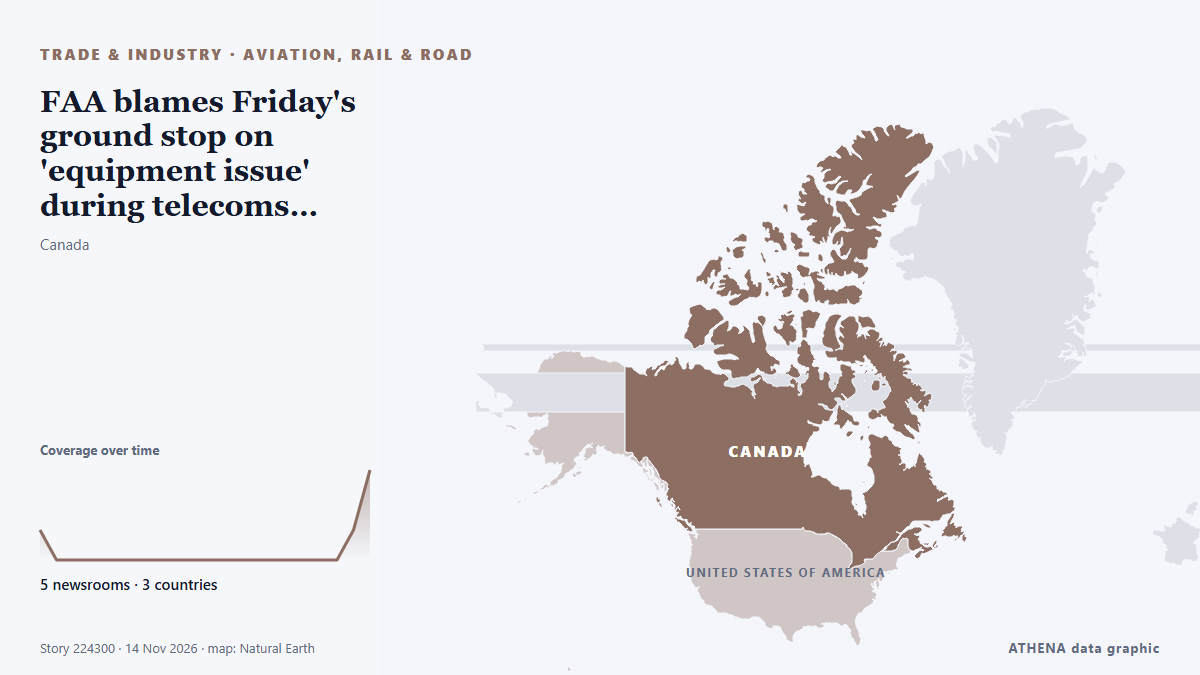 TRADE & INDUSTRY · AVIATION, RAIL & ROAD
FAA blames Friday's
ground stop on
'equipment issue'
during telecoms...
Canada
CANADA
UNITED STATES OF AMERICA
Coverage over time
5 newsrooms · 3 countries
Story 224300 · 14 Nov 2026 · map: Natural Earth
ATHENA data graphic